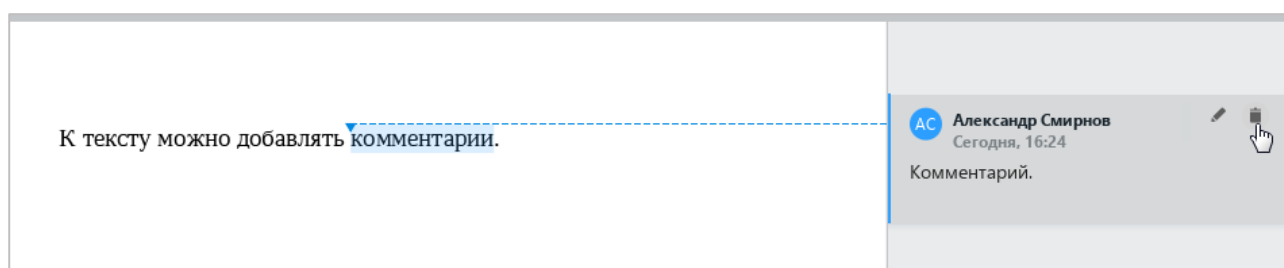 К тексту можно добавлять комментарии.
АС Александр Смирнов
Сегодня, 16:24
Комментарий.